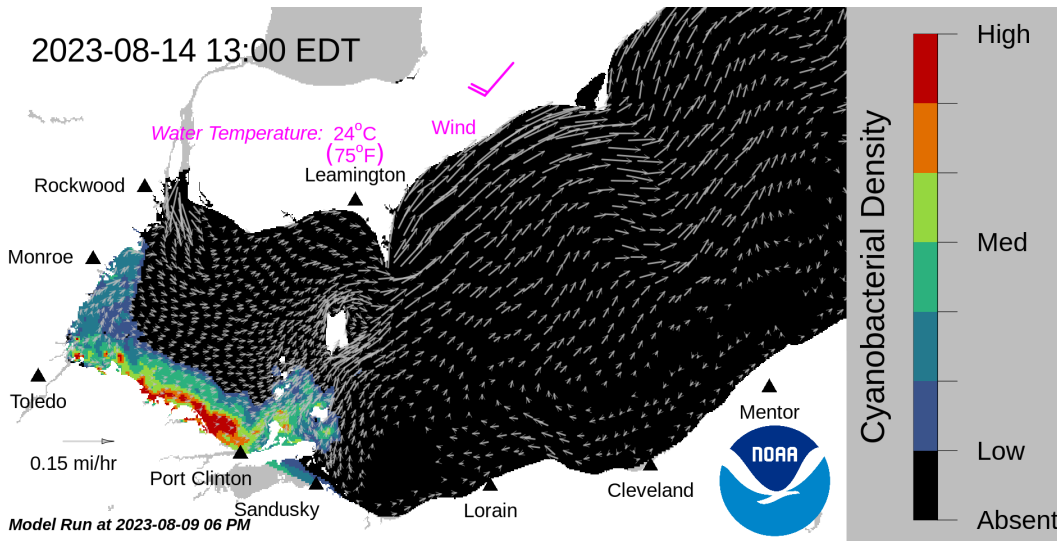 2023-08-14 13:00 EDT
High
Water Temperature: 24°C
(75°F)
Wind
Leamington
Rockwood
Monroe
Med
Cyanobacterial Density
Toledo
Mentor
0.15 mi/hr
NOAA
Low
Port Clinton
Cleveland
Sandusky
Lorain
Model Run at 2023-08-09 06 PM
Absent